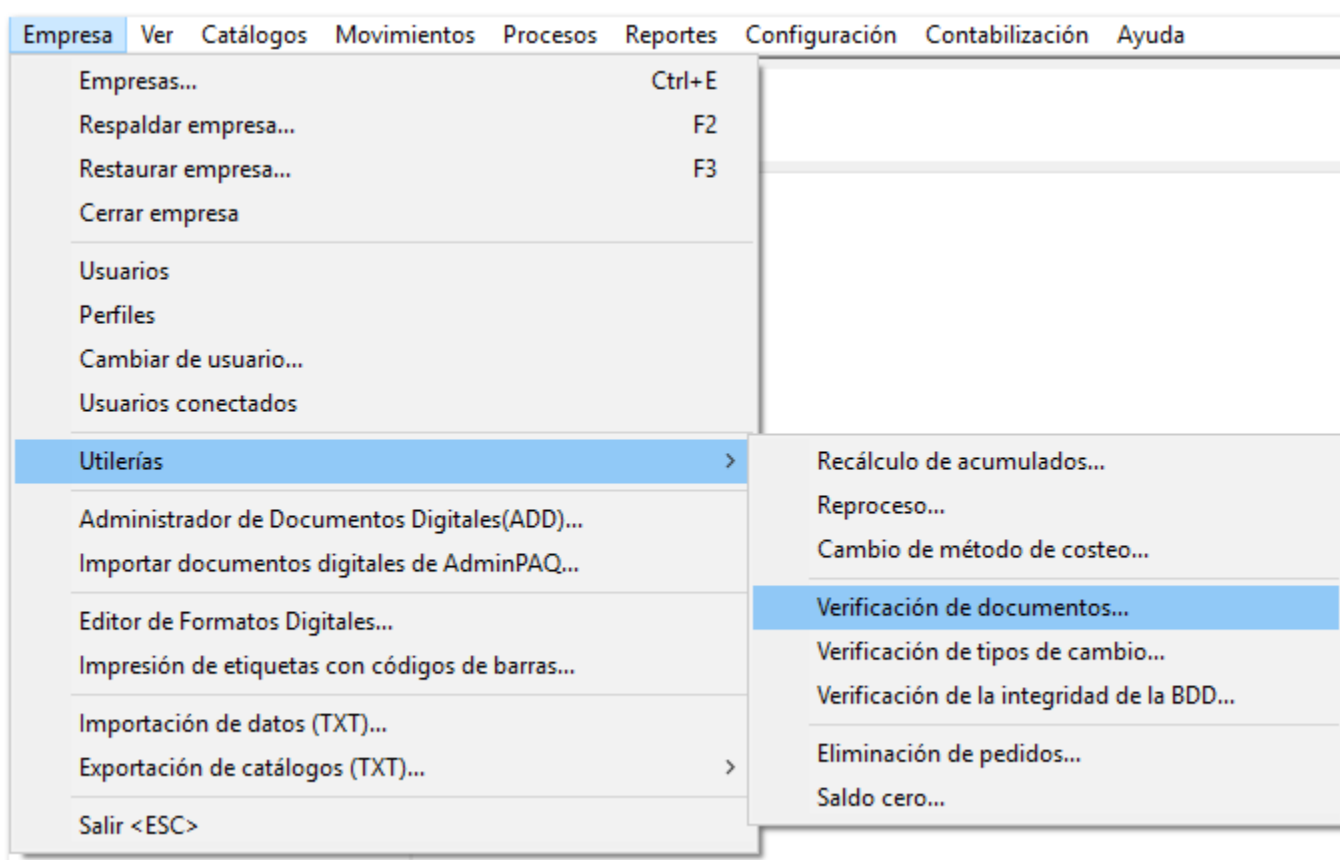 Empresa Ver Catálogos Movimientos Procesos Reportes Configuración Contabilización Ayuda
Empresas... Ctrl+E
Respaldar empresa... F2
Restaurar empresa... F3
Cerrar empresa
Usuarios
Perfiles
Cambiar de usuario...
Usuarios conectados
Utilerías >
Administrador de Documentos Digitales(ADD)...
Importar documentos digitales de AdminPAQ...
Editor de Formatos Digitales...
Impresión de etiquetas con códigos de barras...
Importación de datos (TXT)...
Exportación de catálogos (TXT)... >
Salir <ESC>
Recálculo de acumulados...
Reproceso...
Cambio de método de costeo...
Verificación de documentos...
Verificación de tipos de cambio...
Verificación de la integridad de la BDD...
Eliminación de pedidos...
Saldo cero...